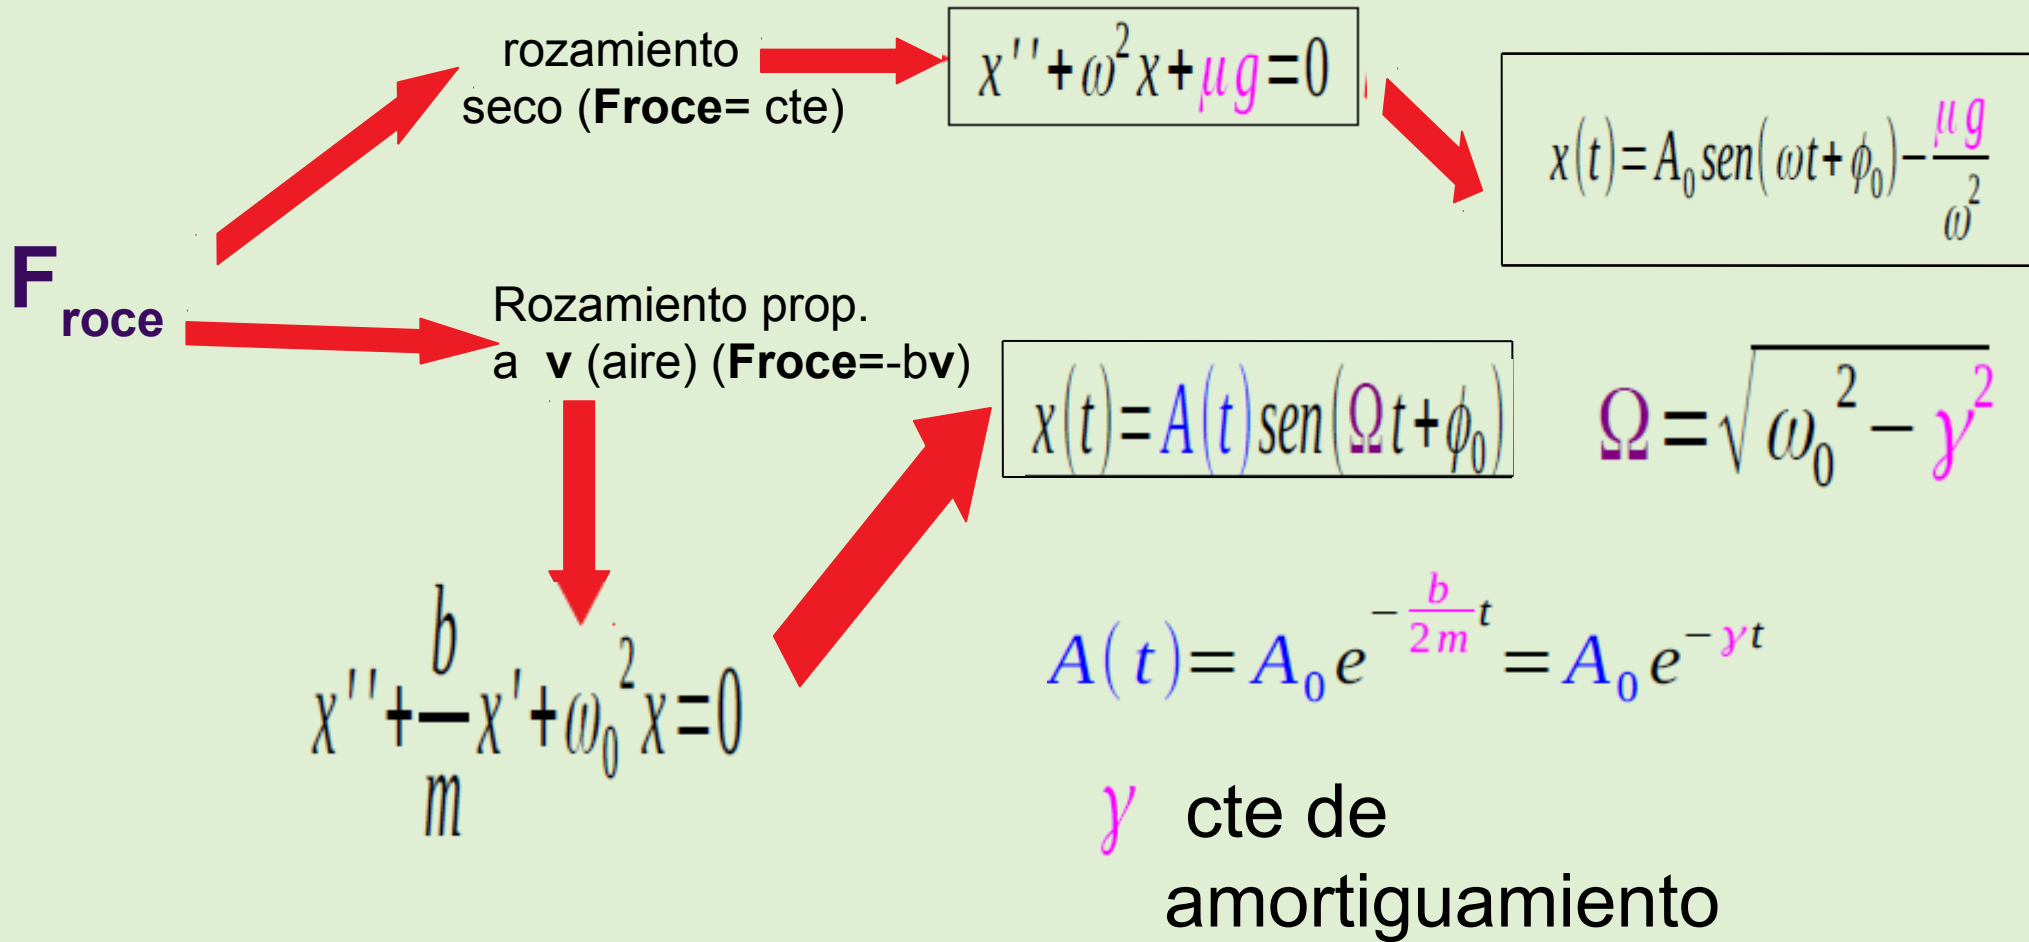 rozamiento
seco (Froce= cte)
x''+ω²x+μg=0
x(t)=A₀sen(ωt+ϕ₀)−μg/ω²
F roce
Rozamiento prop.
a v (aire) (Froce=-bv)
x(t)=A(t)sen(Ωt+ϕ₀)
Ω=√(ω₀²−γ²)
x''+b/m x'+ω₀²x=0
A(t)=A₀e^(−b/2m t)=A₀e^(−γt)
γ cte de
amortiguamiento